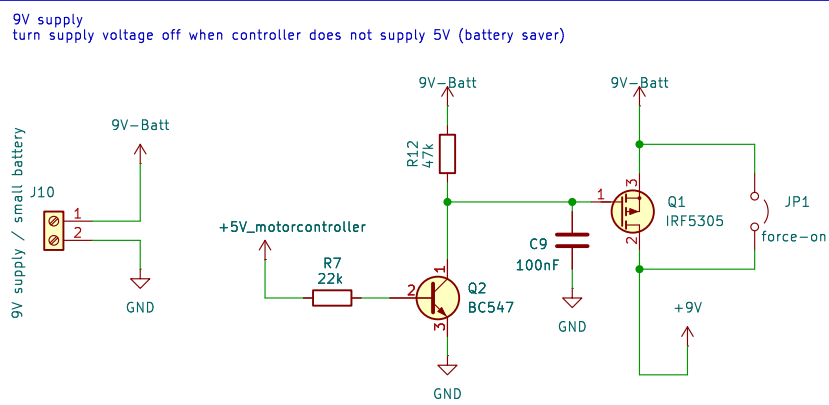 9V supply
turn supply voltage off when controller does not supply 5V (battery saver)
9V-Batt
9V-Batt
9V-Batt
9V supply / small battery
J10
1
2
GND
+5V_motorcontroller
R7
22k
R12
47k
1
2
3
Q2
BC547
GND
C9
100nF
GND
1
3
2
Q1
IRF5305
JP1
force-on
+9V